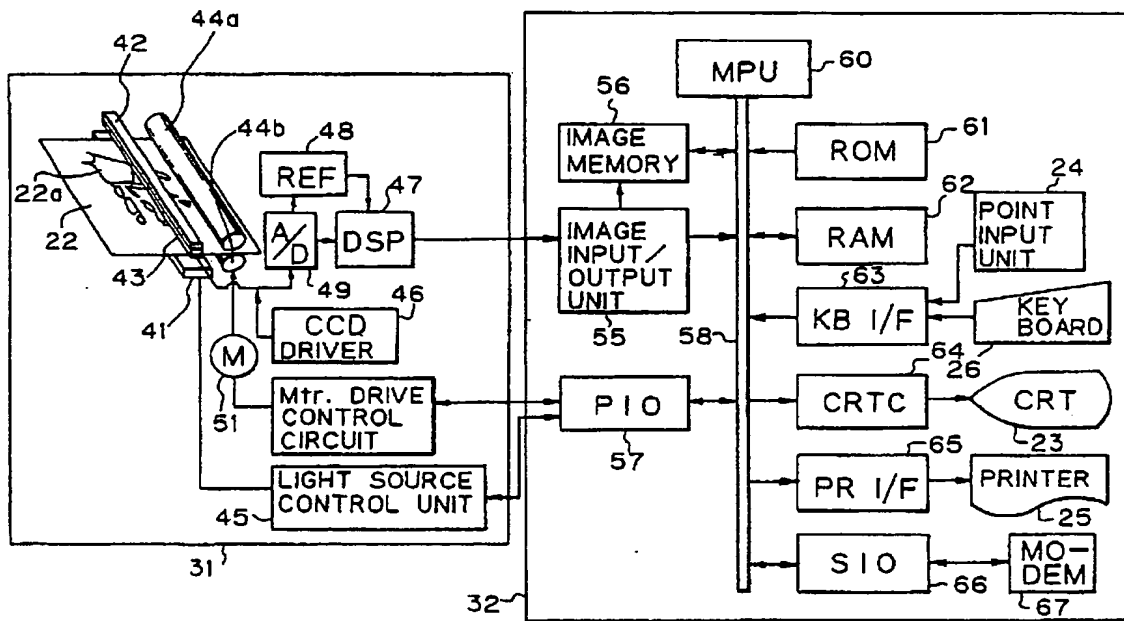 42
44a
44b
48
REF
47
22a
22
A/D
DSP
43
49
41
46
CCD
DRIVER
M
51
Mtr. DRIVE
CONTROL
CIRCUIT
LIGHT SOURCE
CONTROL UNIT
45
31
MPU
60
56
IMAGE
MEMORY
61
ROM
62
24
IMAGE
INPUT/
OUTPUT
UNIT
55
RAM
POINT
INPUT
UNIT
63
KB I/F
KEY
BOARD
58
64
26
26
PIO
57
CRTC
CRT
23
65
PR I/F
PRINTER
25
SIO
66
MO-
DEM
67
32